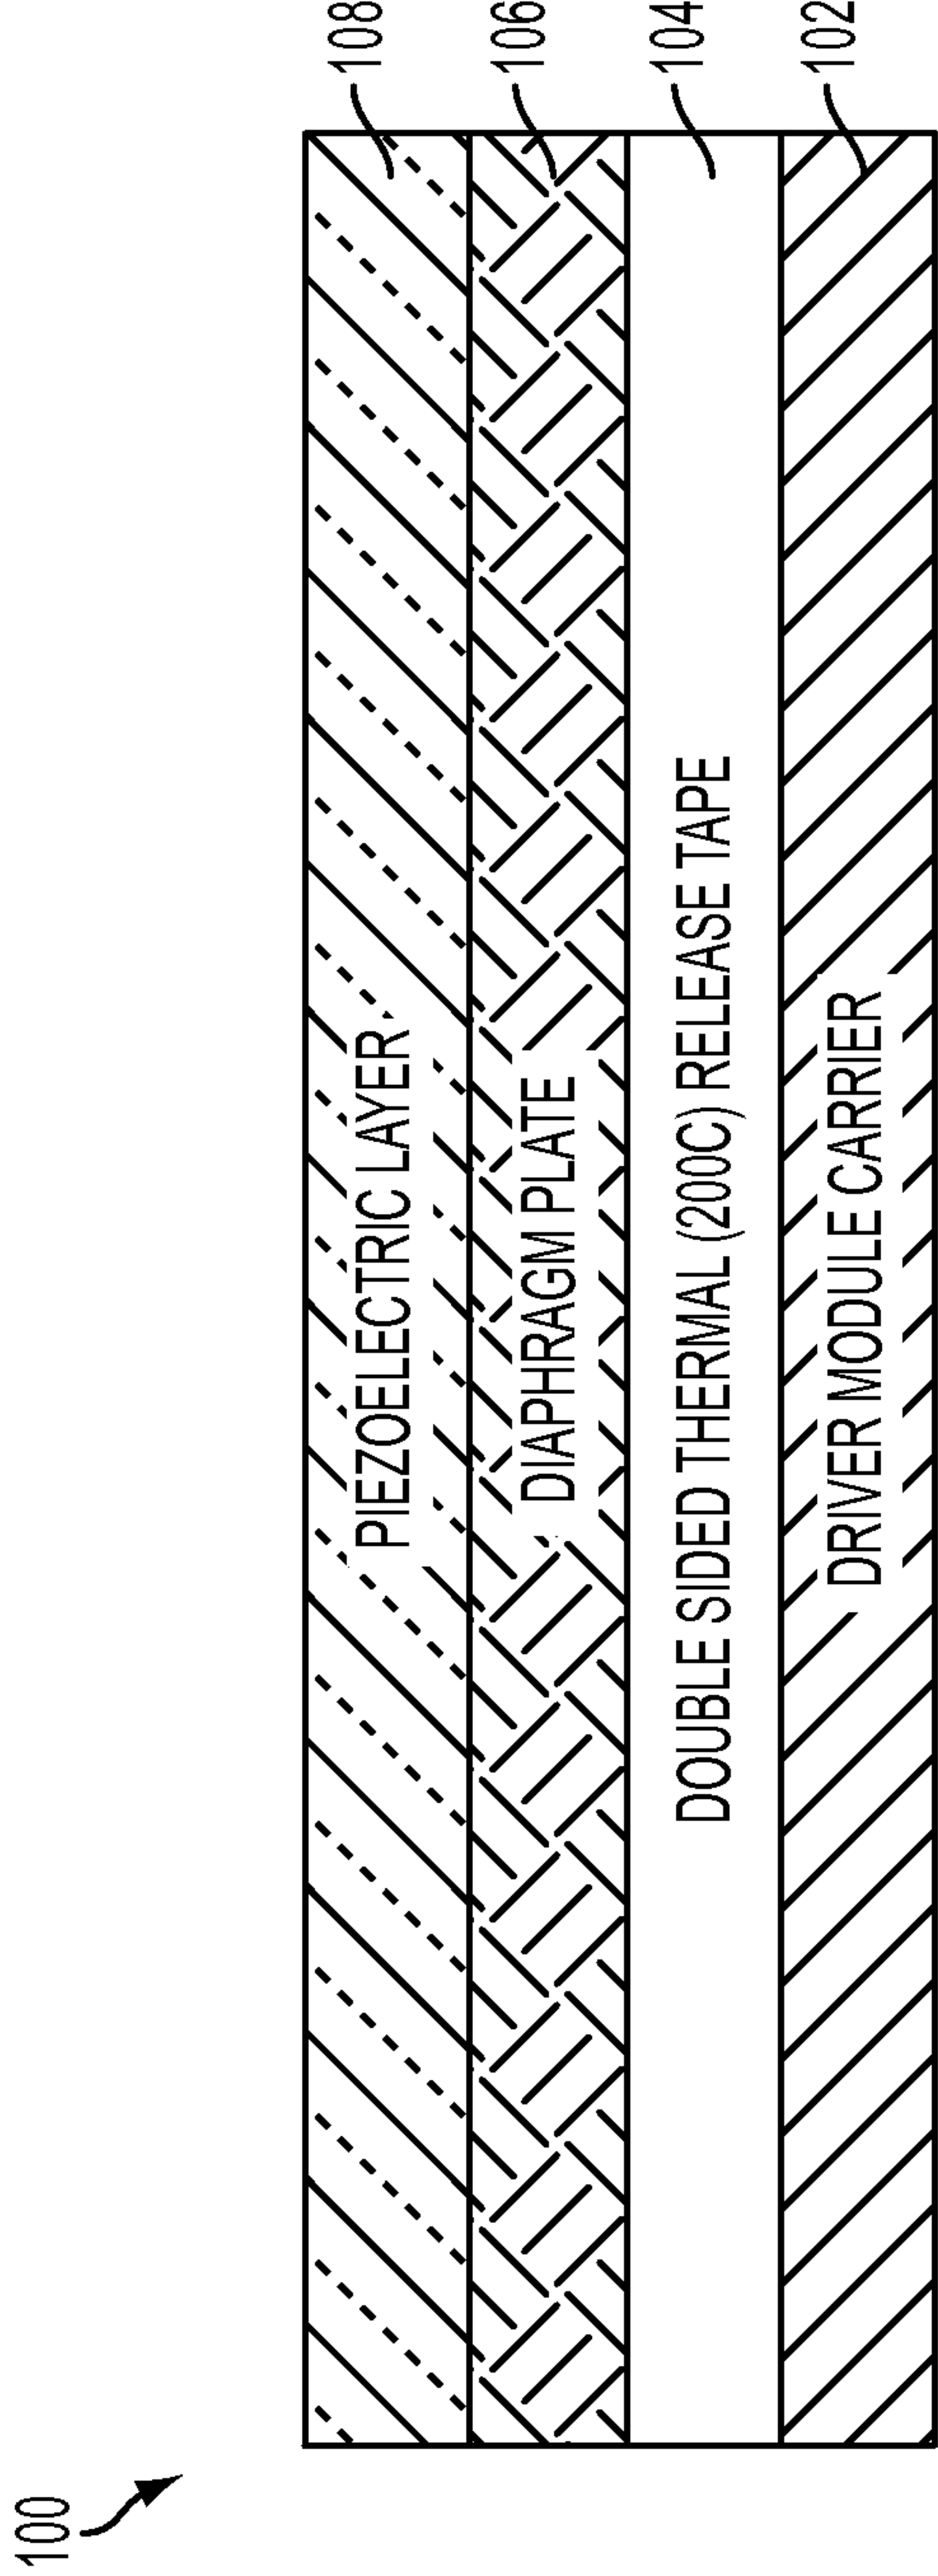 100
PIEZOELECTRIC LAYER
108
DIAPHRAGM PLATE
106
DOUBLE SIDED THERMAL (200C) RELEASE TAPE
104
DRIVER MODULE CARRIER
102